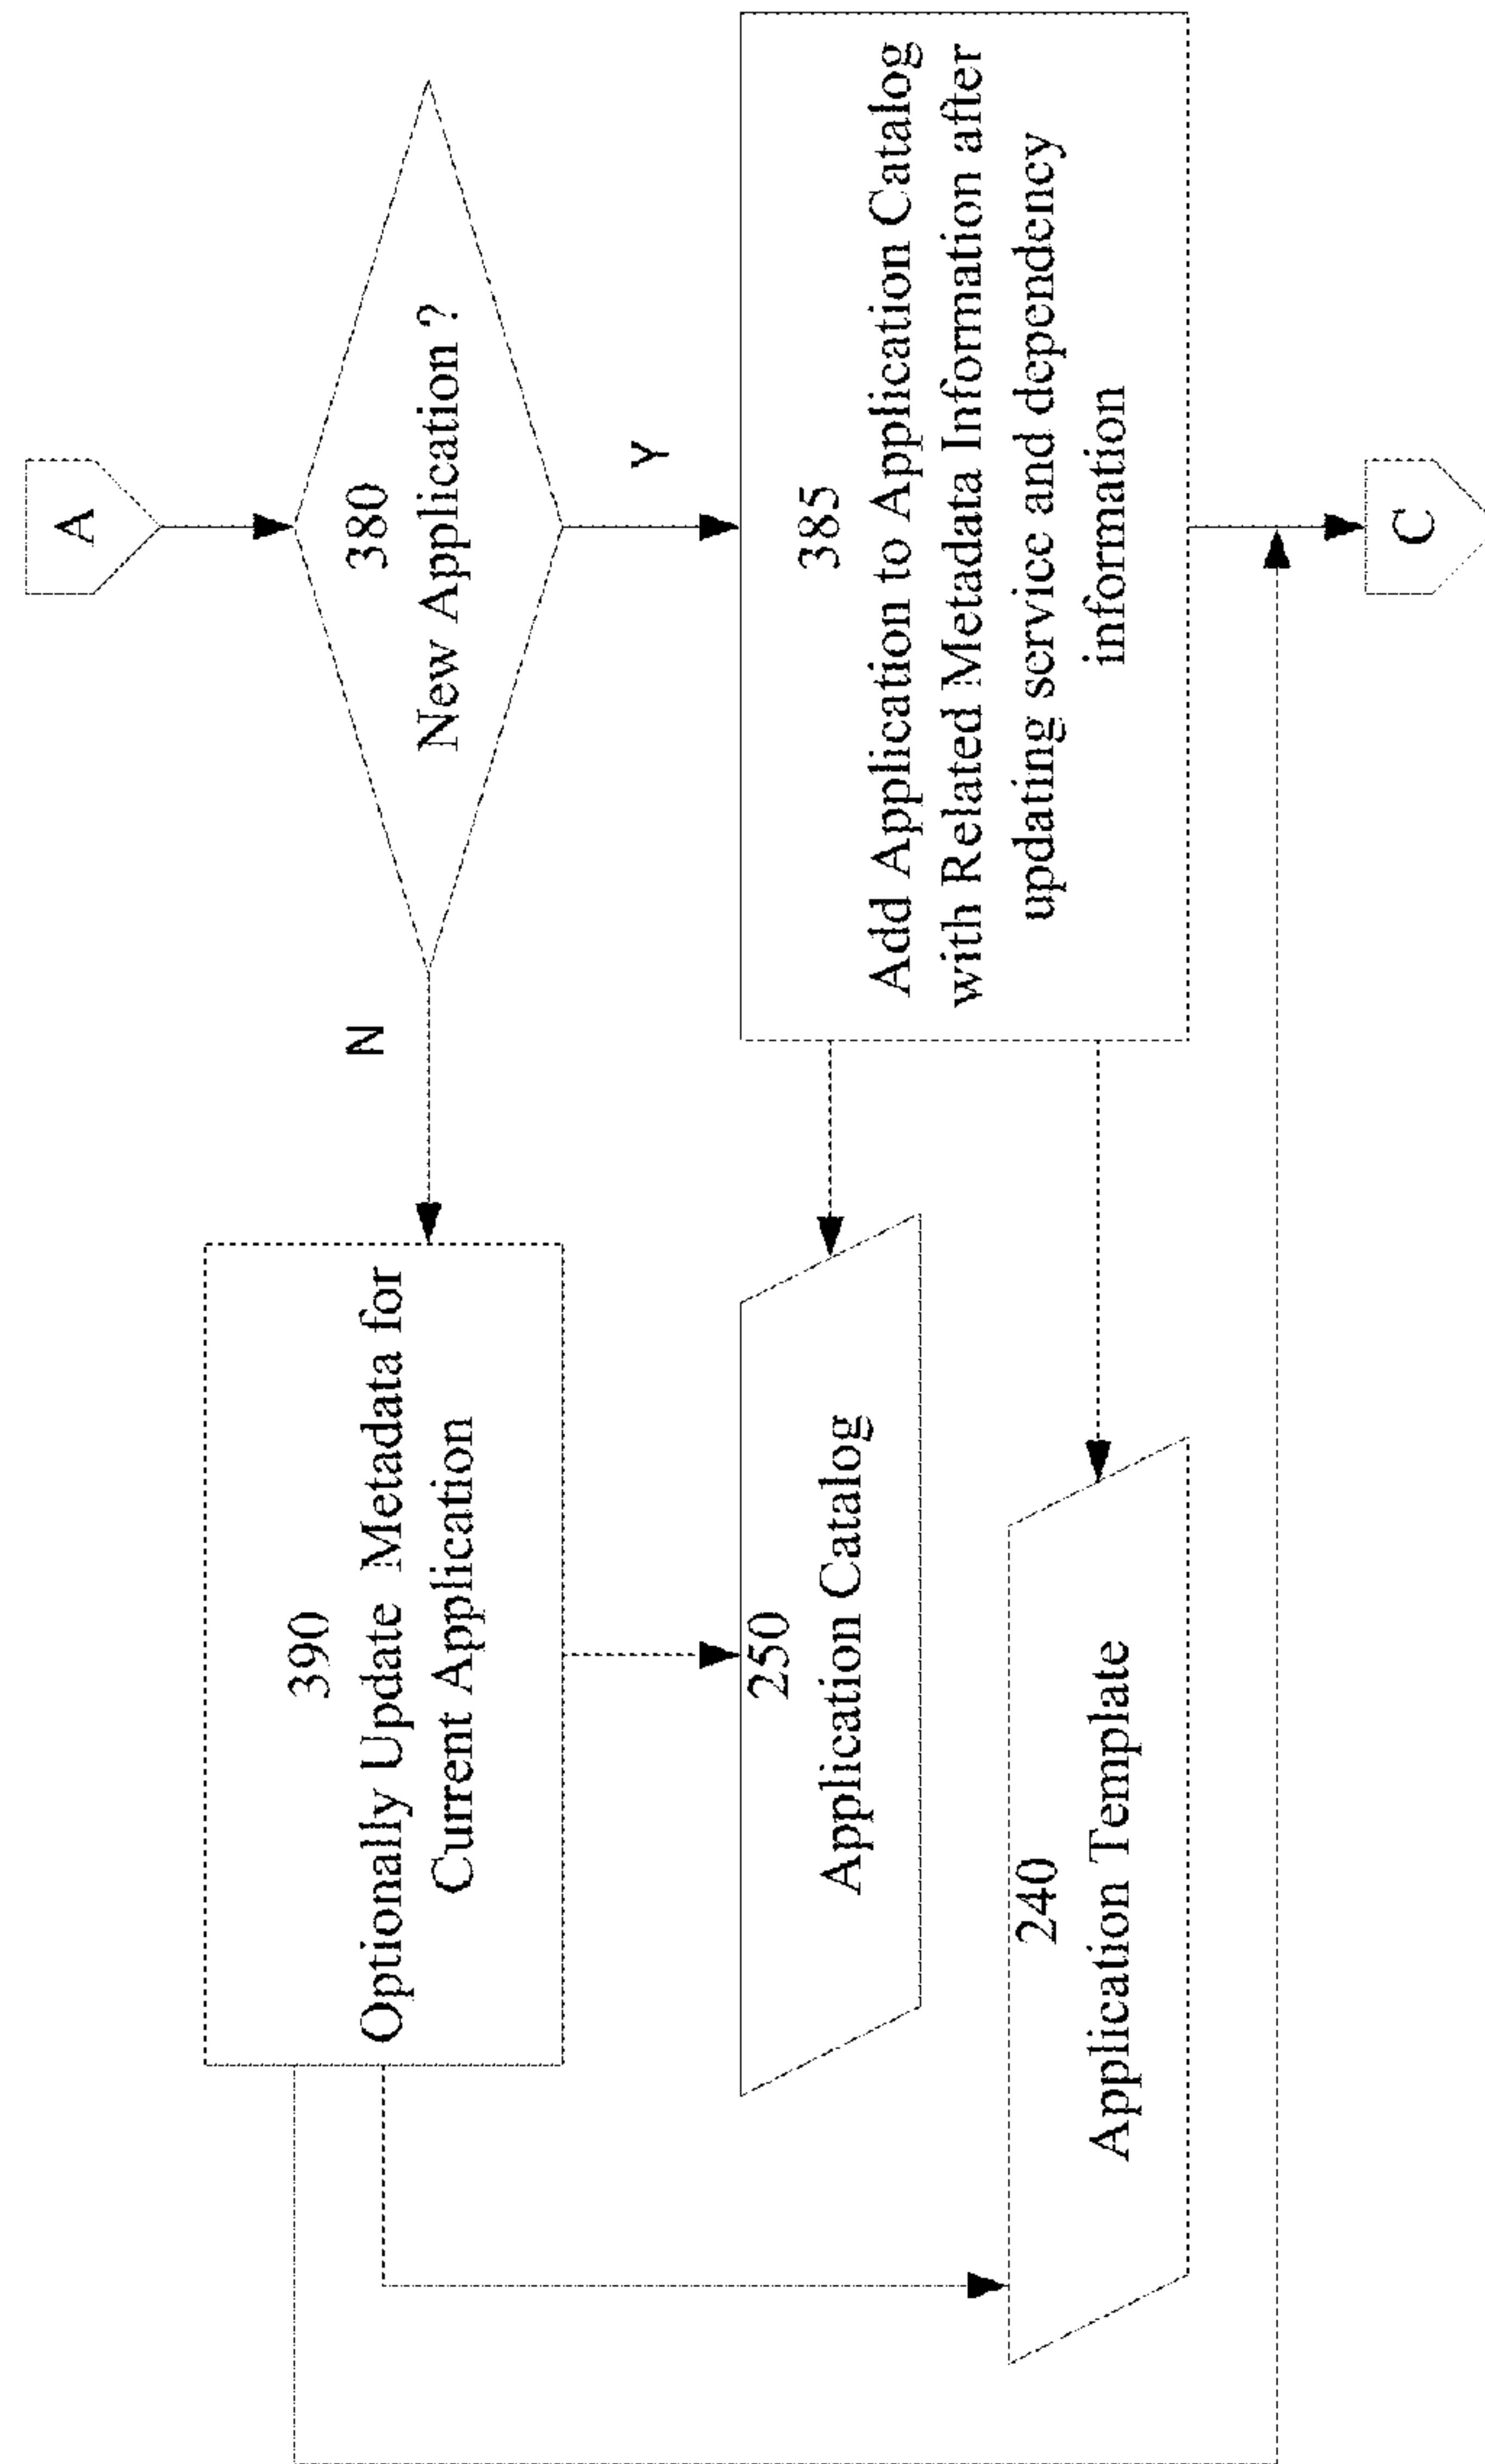 A
380
New Application ?
N
Y
390
Optionally Update Metadata for
Current Application
385
Add Application to Application Catalog
with Related Metadata Information after
updating service and dependency
information
250
Application Catalog
240
Application Template
C